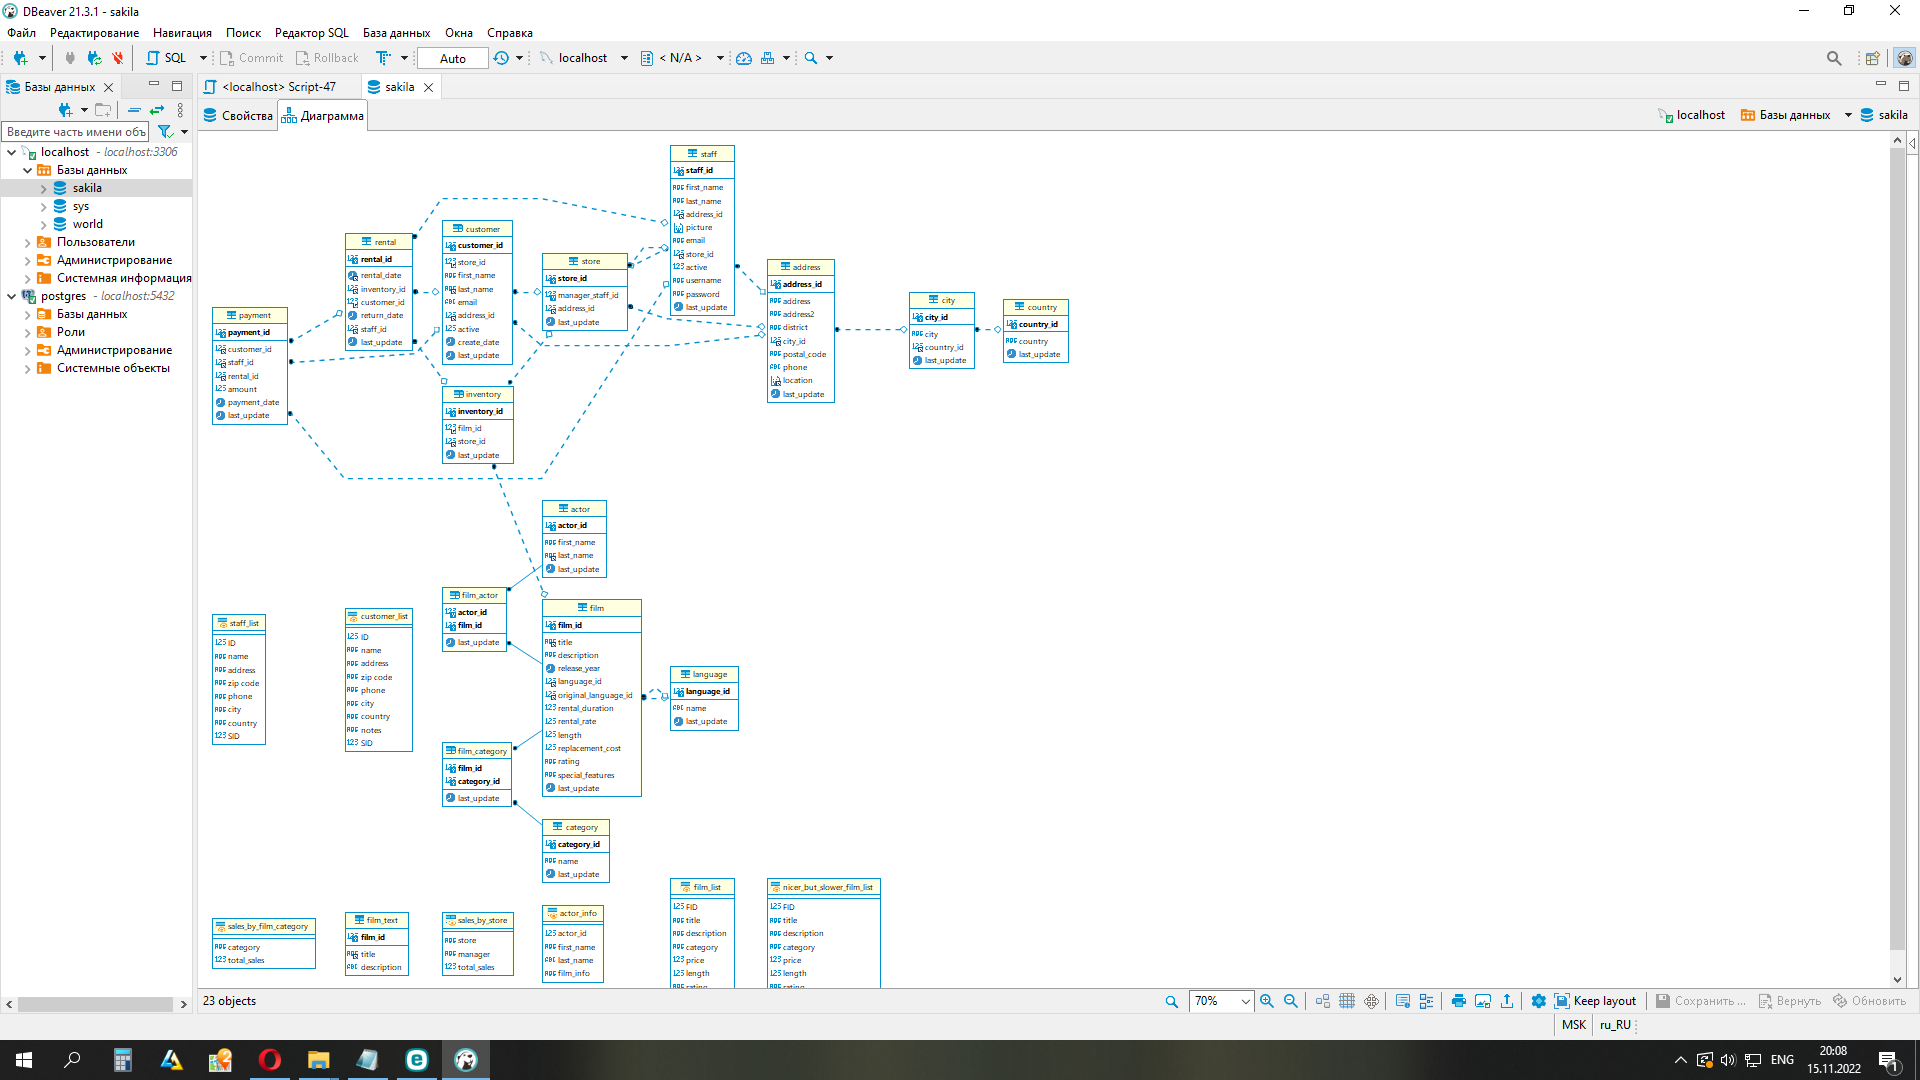 DBeaver 21.3.1 - sakila
Файл Редактирование Навигация Поиск Редактор SQL База данных Окна Справка
SQL Commit Rollback Auto localhost < N/A >
Базы данных
<localhost> Script-47 sakila
Свойства Диаграмма localhost Базы данных sakila
Введите часть имени объ
localhost - localhost:3306
Базы данных
sakila
sys
world
Пользователи
Администрирование
Системная информация
postgres - localhost:5432
Базы данных
Роли
Администрирование
Системные объекты
staff
staff_id
first_name
last_name
address_id
picture
email
store_id
active
username
password
last_update
customer
customer_id
store_id
first_name
last_name
email
address_id
active
create_date
last_update
rental
rental_id
rental_date
inventory_id
customer_id
return_date
staff_id
last_update
store
store_id
manager_staff_id
address_id
last_update
address
address_id
address
address2
district
city_id
postal_code
phone
location
last_update
city
city_id
city
country_id
last_update
country
country_id
country
last_update
payment
payment_id
customer_id
staff_id
rental_id
amount
payment_date
last_update
inventory
inventory_id
film_id
store_id
last_update
actor
actor_id
first_name
last_name
last_update
film_actor
actor_id
film_id
last_update
film
film_id
title
description
release_year
language_id
original_language_id
rental_duration
rental_rate
length
replacement_cost
rating
special_features
last_update
staff_list
ID
name
address
zip code
phone
city
country
SID
customer_list
ID
name
address
zip code
phone
city
country
notes
SID
language
language_id
name
last_update
film_category
film_id
category_id
last_update
category
category_id
name
last_update
film_list
FID
title
description
category
price
length
rating
nicer_but_slower_film_list
FID
title
description
category
price
length
rating
sales_by_film_category
category
total_sales
film_text
film_id
title
description
sales_by_store
store
manager
total_sales
actor_info
actor_id
first_name
last_name
film_info
23 objects 70% Keep layout Сохранить ... Вернуть Обновить
MSK ru_RU
ENG 20:08
15.11.2022
1